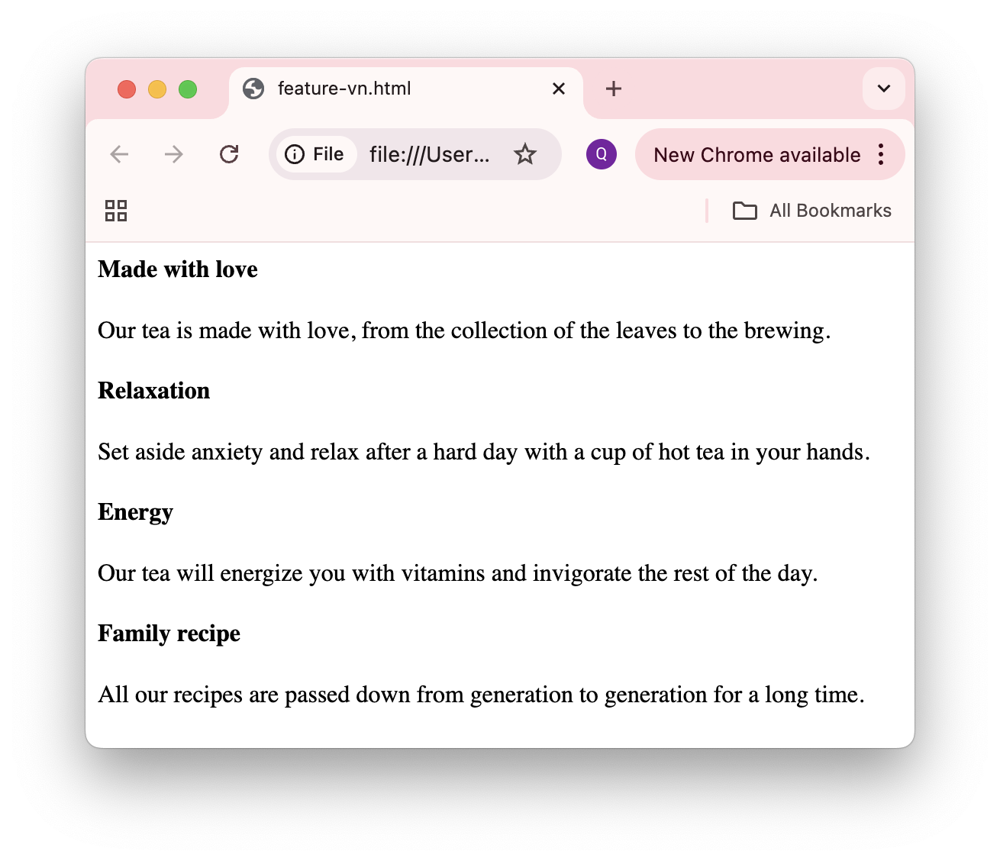 feature-vn.html
File file:///User...
Q
New Chrome available
All Bookmarks
Made with love
Our tea is made with love, from the collection of the leaves to the brewing.
Relaxation
Set aside anxiety and relax after a hard day with a cup of hot tea in your hands.
Energy
Our tea will energize you with vitamins and invigorate the rest of the day.
Family recipe
All our recipes are passed down from generation to generation for a long time.